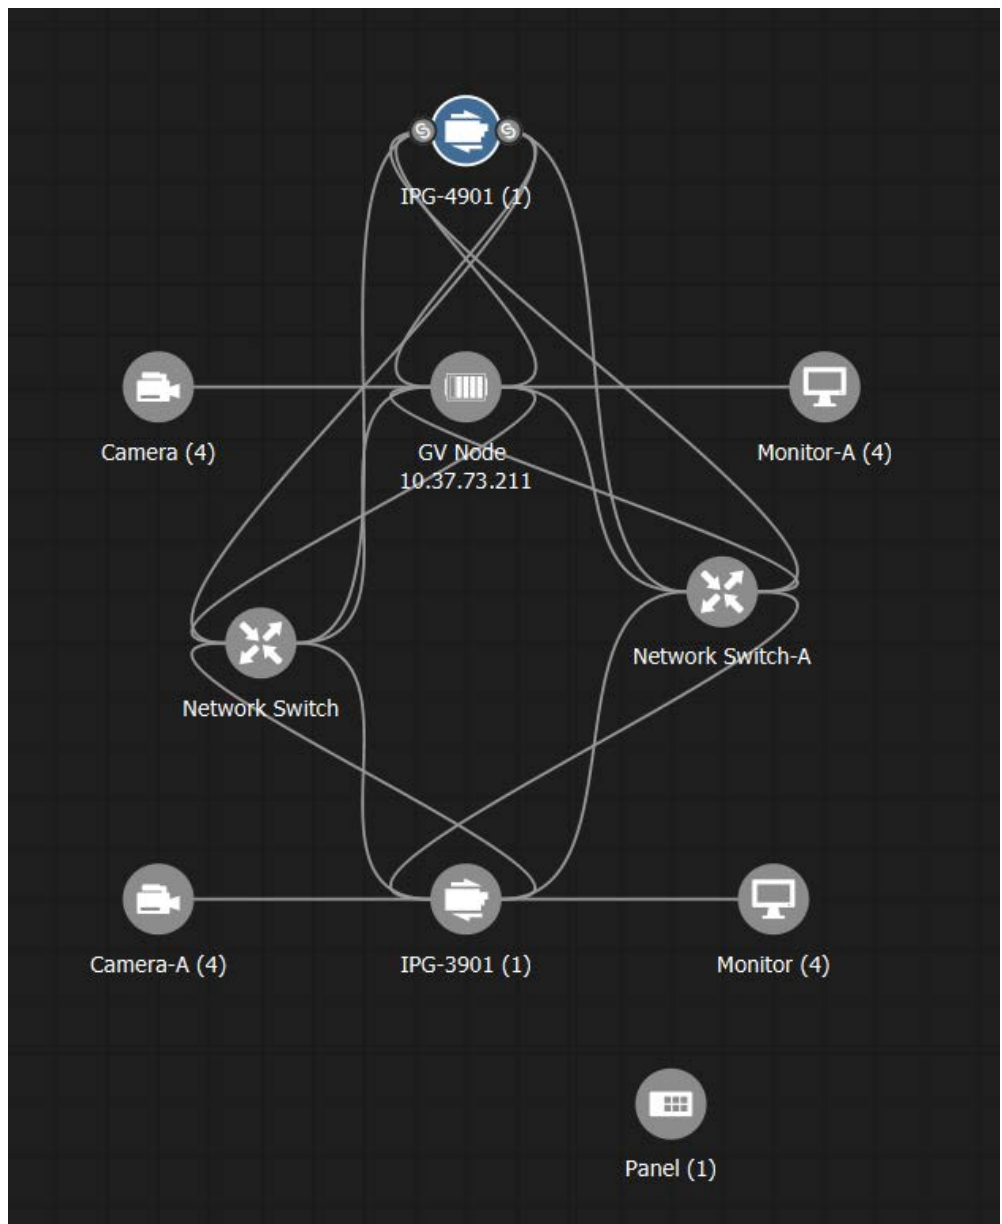 IPG-4901 (1)
Camera (4)
GV Node
10.37.73.211
Monitor-A (4)
Network Switch-A
Network Switch
Camera-A (4)
IPG-3901 (1)
Monitor (4)
Panel (1)